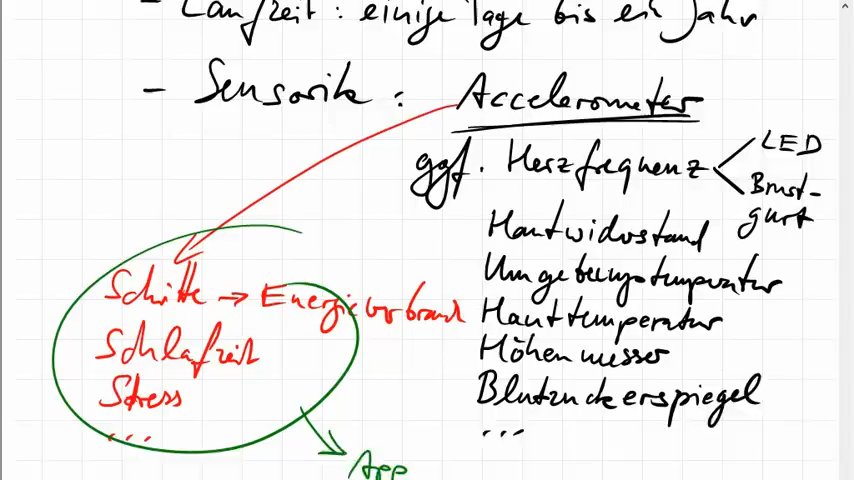 - Laufzeit: einige Tage bis ein Jahr
- Sensorik: Accelerometer
ggf. Herzfrequenz
LED
Brust-
gurt
Hautwiderstand
Umgebungstemperatur
Hauttemperatur
Höhenmesser
Blutzuckerspiegel
...
Schritte → Energieverbrauch
Schlafzeit
Stress
...
App